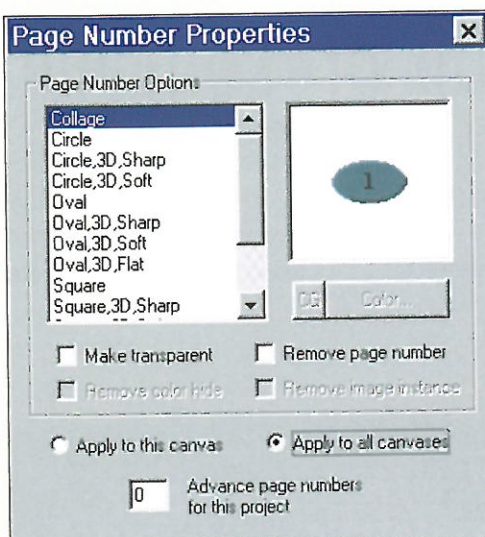 Page Number Properties
Page Number Options
Collage
Circle
Circle,3D,Sharp
Circle,3D,Soft
Oval
Oval,3D,Sharp
Oval,3D,Soft
Oval,3D,Flat
Square
Square,3D,Sharp
1
Color...
Make transparent
Remove page number
Remove color hide
Remove image instance
Apply to this canvas
Apply to all canvases
0
Advance page numbers
for this project